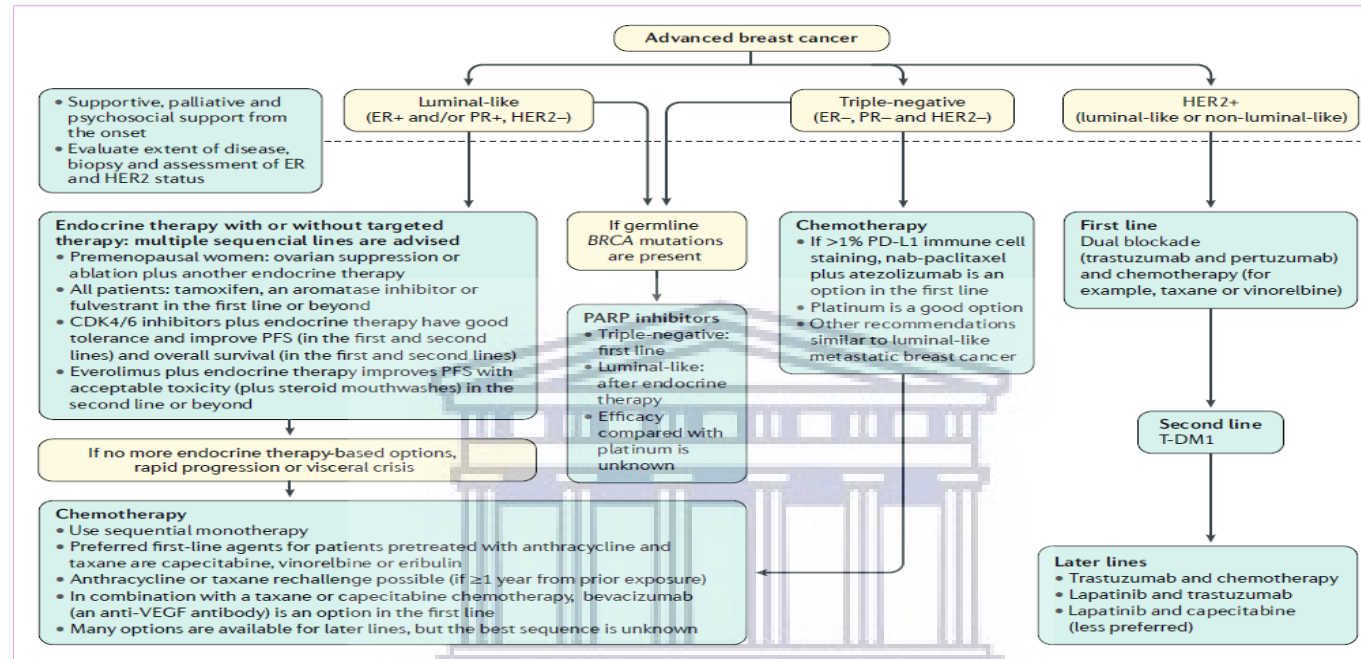 Advanced breast cancer
• Supportive, palliative and
psychosocial support from
the onset
• Evaluate extent of disease,
biopsy and assessment of ER
and HER2 status
Luminal-like
(ER+ and/or PR+, HER2–)
Triple-negative
(ER–, PR– and HER2–)
HER2+
(luminal-like or non-luminal-like)
Endocrine therapy with or without targeted
therapy: multiple sequencial lines are advised
• Premenopausal women: ovarian suppression or
ablation plus another endocrine therapy
• All patients: tamoxifen, an aromatase inhibitor or
fulvestrant in the first line or beyond
• CDK4/6 inhibitors plus endocrine therapy have good
tolerance and improve PFS (in the first and second
lines) and overall survival (in the first and second lines)
• Everolimus plus endocrine therapy improves PFS with
acceptable toxicity (plus steroid mouthwashes) in the
second line or beyond
If germline
BRCA mutations
are present
Chemotherapy
• If >1% PD-L1 immune cell
staining, nab-paclitaxel
plus atezolizumab is an
option in the first line
• Platinum is a good option
• Other recommendations
similar to luminal-like
metastatic breast cancer
First line
Dual blockade
(trastuzumab and pertuzumab)
and chemotherapy (for
example, taxane or vinorelbine)
PARP inhibitors
• Triple-negative:
first line
• Luminal-like:
after endocrine
therapy
• Efficacy
compared with
platinum is
unknown
Second line
T-DM1
If no more endocrine therapy-based options,
rapid progression or visceral crisis
Chemotherapy
• Use sequential monotherapy
• Preferred first-line agents for patients pretreated with anthracycline and
taxane are capecitabine, vinorelbine or eribulin
• Anthracycline or taxane rechallenge possible (if ≥1 year from prior exposure)
• In combination with a taxane or capecitabine chemotherapy, bevacizumab
(an anti-VEGF antibody) is an option in the first line
• Many options are available for later lines, but the best sequence is unknown
Later lines
• Trastuzumab and chemotherapy
• Lapatinib and trastuzumab
• Lapatinib and capecitabine
(less preferred)